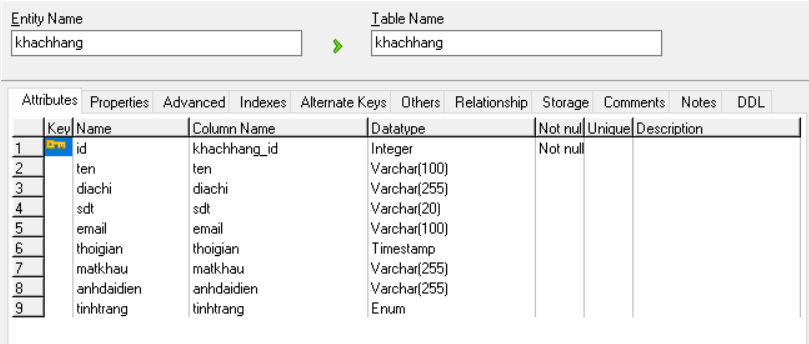 Entity Name Table Name
khachhang khachhang
Attributes Properties Advanced Indexes Alternate Keys Others Relationship Storage Comments Notes DDL
Key Name Column Name Datatype Not nul Unique Description
1 id khachhang_id Integer Not null
2 ten ten Varchar(100)
3 diachi diachi Varchar(255)
4 sdt sdt Varchar(20)
5 email email Varchar(100)
6 thoigian thoigian Timestamp
7 matkhau matkhau Varchar(255)
8 anhdaidien anhdaidien Varchar(255)
9 tinhtrang tinhtrang Enum